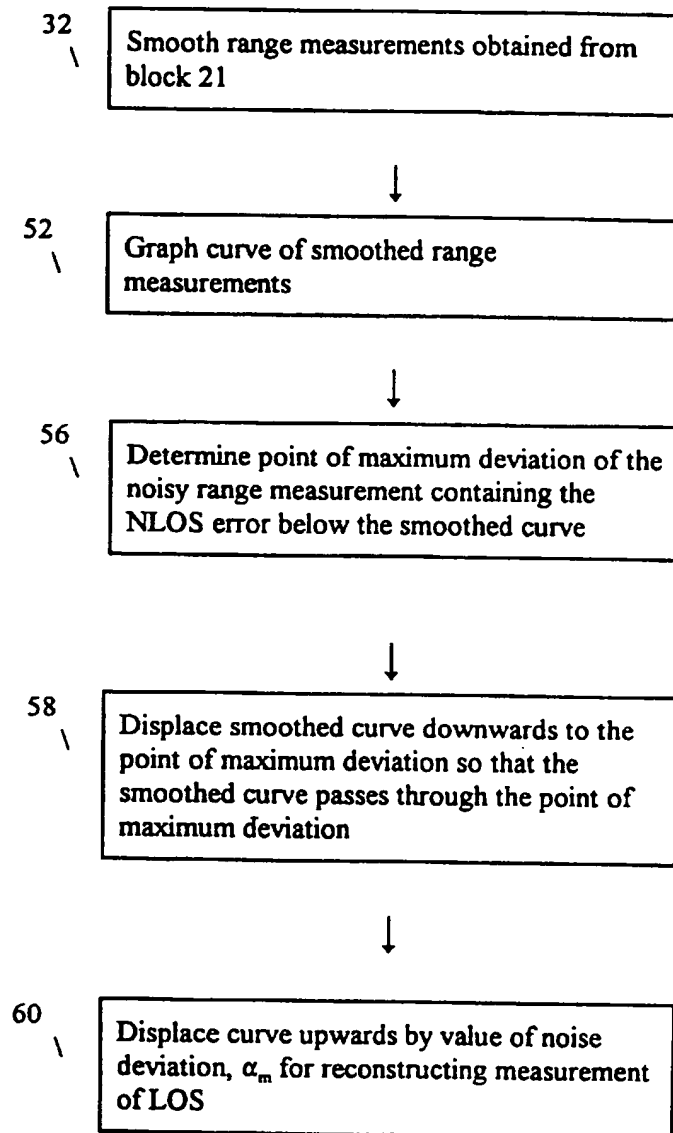 32
Smooth range measurements obtained from
block 21
52
Graph curve of smoothed range
measurements
56
Determine point of maximum deviation of the
noisy range measurement containing the
NLOS error below the smoothed curve
58
Displace smoothed curve downwards to the
point of maximum deviation so that the
smoothed curve passes through the point of
maximum deviation
60
Displace curve upwards by value of noise
deviation, αₘ for reconstructing measurement
of LOS